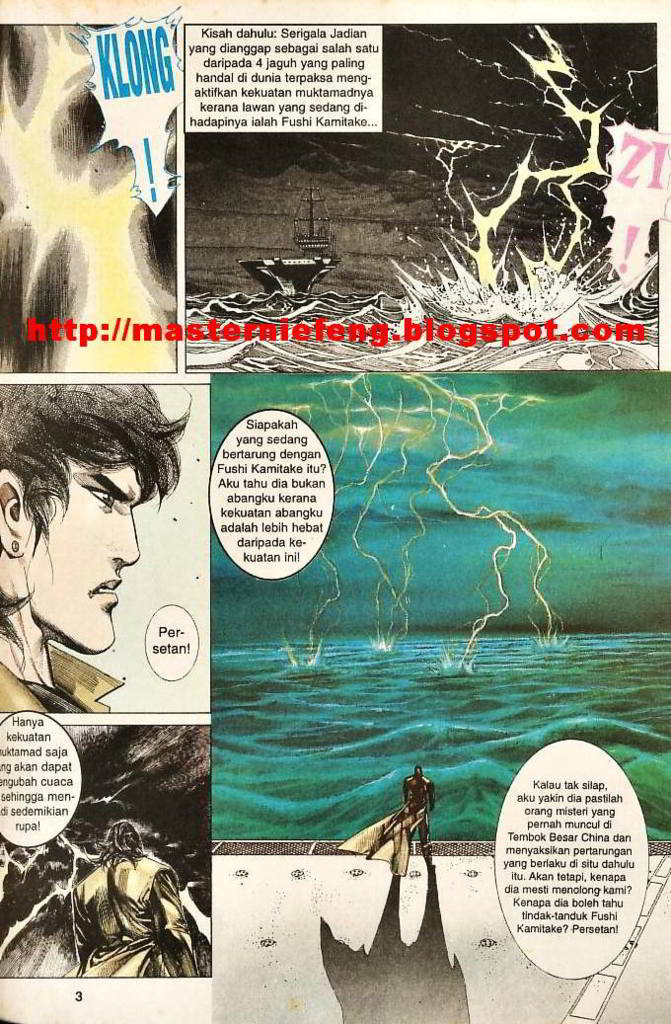 KLONG
!
Kisah dahulu: Serigala Jadian
yang dianggap sebagai salah satu
daripada 4 jaguh yang paling
handal di dunia terpaksa meng-
aktifkan kekuatan muktamadnya
kerana lawan yang sedang di-
hadapinya ialah Fushi Kamitake...
ZI
!
http://masterniefeng.blogspot.com
Per-
setan!
Siapakah
yang sedang
bertarung dengan
Fushi Kamitake itu?
Aku tahu dia bukan
abangku kerana
kekuatan abangku
adalah lebih hebat
daripada ke-
kuatan ini!
Hanya
kekuatan
muktamad saja
akan dapat
cuaca
sehingga men-
sedemikian
rupa!
Kalau tak silap,
aku yakin dia pastilah
orang misteri yang
pernah muncul di
Tembok Besar China dan
menyaksikan pertarungan
yang berlaku di situ dahulu
itu. Akan tetapi, kenapa
dia mesti menolong kami?
Kenapa dia boleh tahu
tindak-tanduk Fushi
Kamitake? Persetan!
3